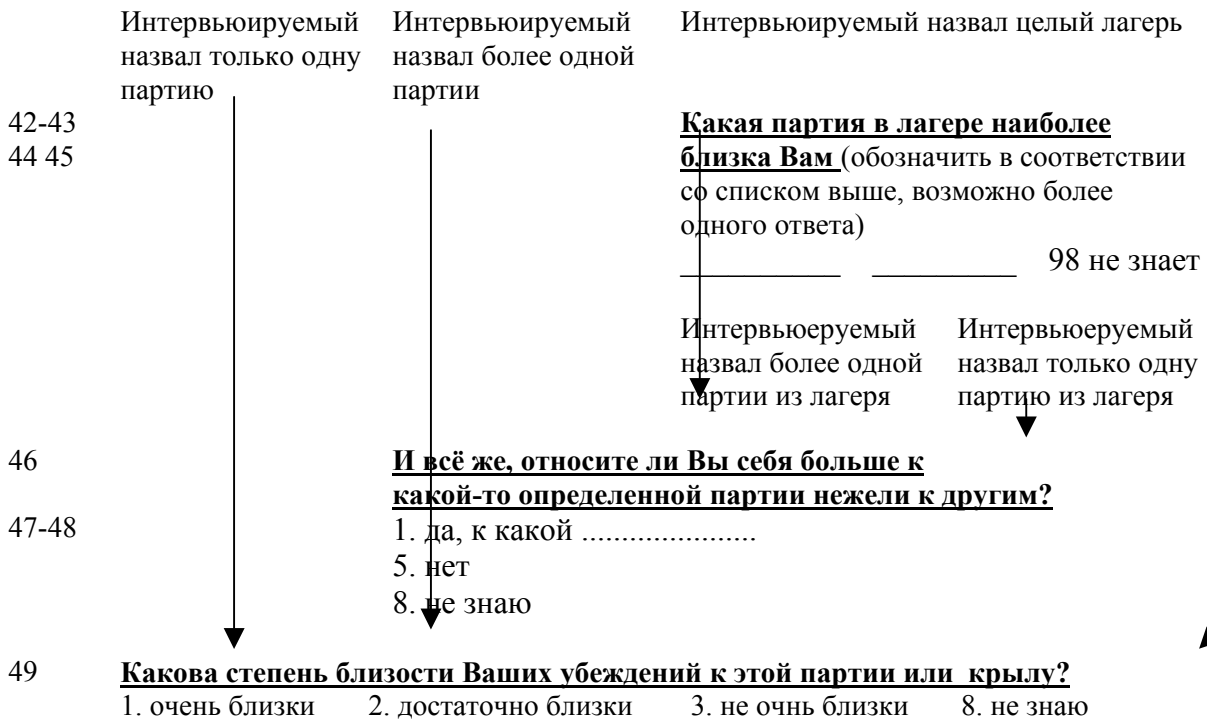 Интервьюируемый назвал только одну партию
Интервьюируемый назвал более одной партии
Интервьюируемый назвал целый лагерь
42-43
44 45
Какая партия в лагере наиболее
близка Вам (обозначить в соответствии
со списком выше, возможно более
одного ответа)
___________ __________ 98 не знает
Интервьюеруемый
назвал более одной
партии из лагеря
Интервьюеруемый
назвал только одну
партию из лагеря
46 И всё же, относите ли Вы себя больше к
какой-то определенной партии нежели к другим?
47-48 1. да, к какой ......................
5. нет
8. не знаю
49 Какова степень близости Ваших убеждений к этой партии или крылу?
1. очень близки 2. достаточно близки 3. не очнь близки 8. не знаю